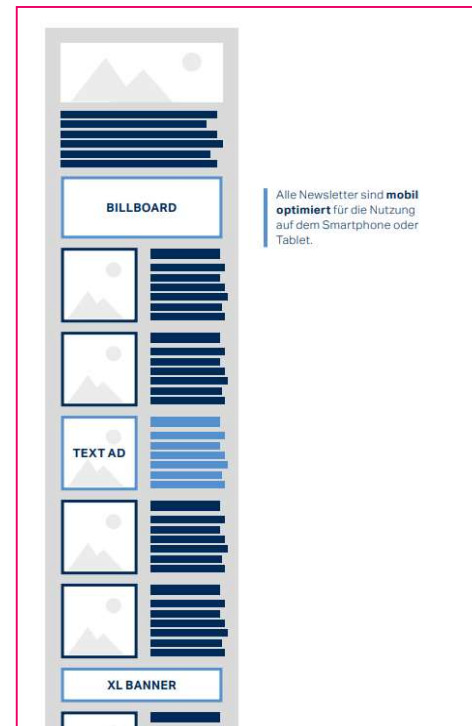 BILLBOARD
Alle Newsletter sind mobil
optimiert für die Nutzung
auf dem Smartphone oder
Tablet.
TEXT AD
XL BANNER